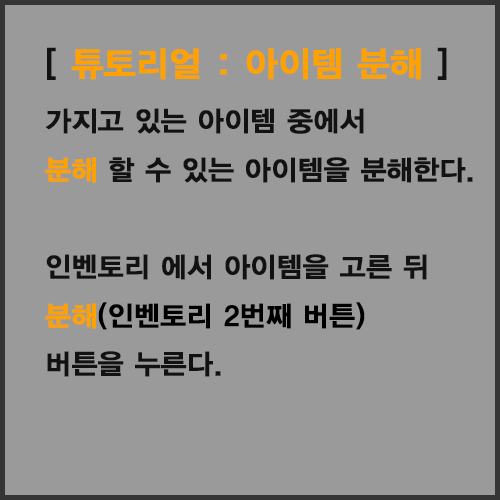 [ 튜토리얼 : 아이템 분해 ]
가지고 있는 아이템 중에서
분해 할 수 있는 아이템을 분해한다.
인벤토리 에서 아이템을 고른 뒤
분해(인벤토리 2번째 버튼)
버튼을 누른다.